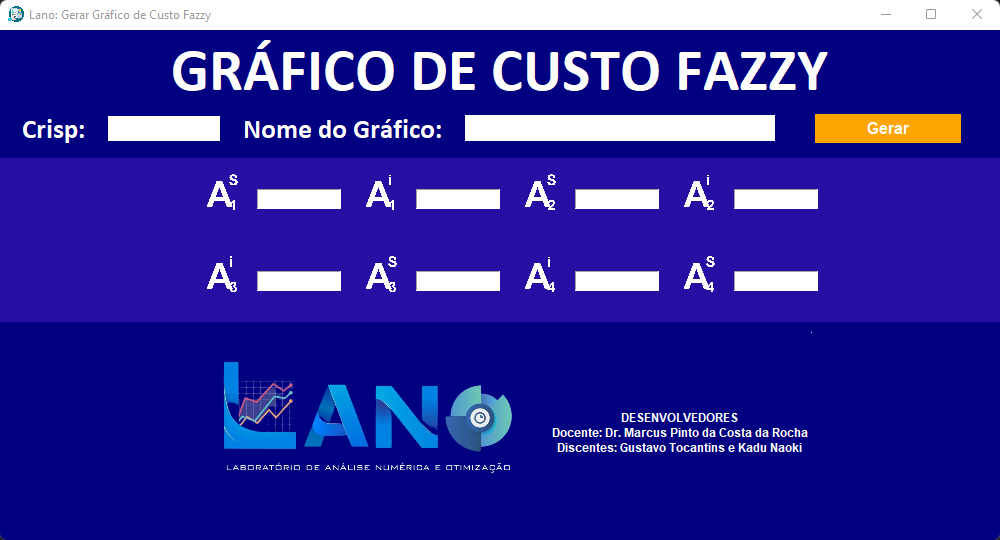 Lano: Gerar Gráfico de Custo Fazzy
GRÁFICO DE CUSTO FAZZY
Crisp: Nome do Gráfico: Gerar
A₁ˢ A₁ⁱ A₂ˢ A₂ⁱ
A₃ⁱ A₃ˢ A₄ⁱ A₄ˢ
LANO
LABORATÓRIO DE ANÁLISE NUMÉRICA E OTIMIZAÇÃO
DESENVOLVEDORES
Docente: Dr. Marcus Pinto da Costa da Rocha
Discentes: Gustavo Tocantins e Kadu Naoki